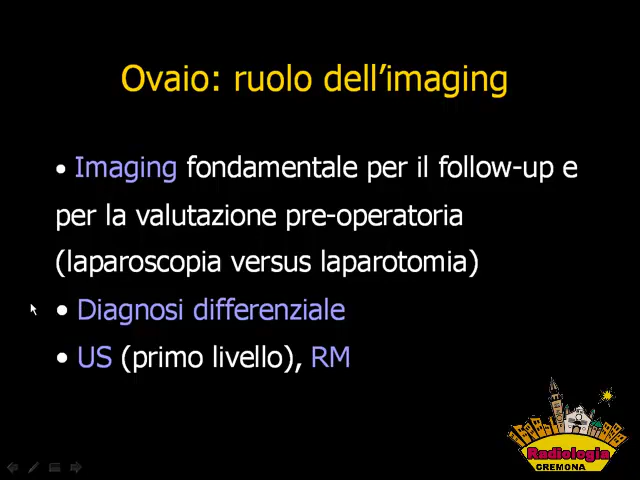 Ovaio: ruolo dell’imaging
• Imaging fondamentale per il follow-up e
per la valutazione pre-operatoria
(laparoscopia versus laparotomia)
• Diagnosi differenziale
• US (primo livello), RM
Radiologia
CREMONA